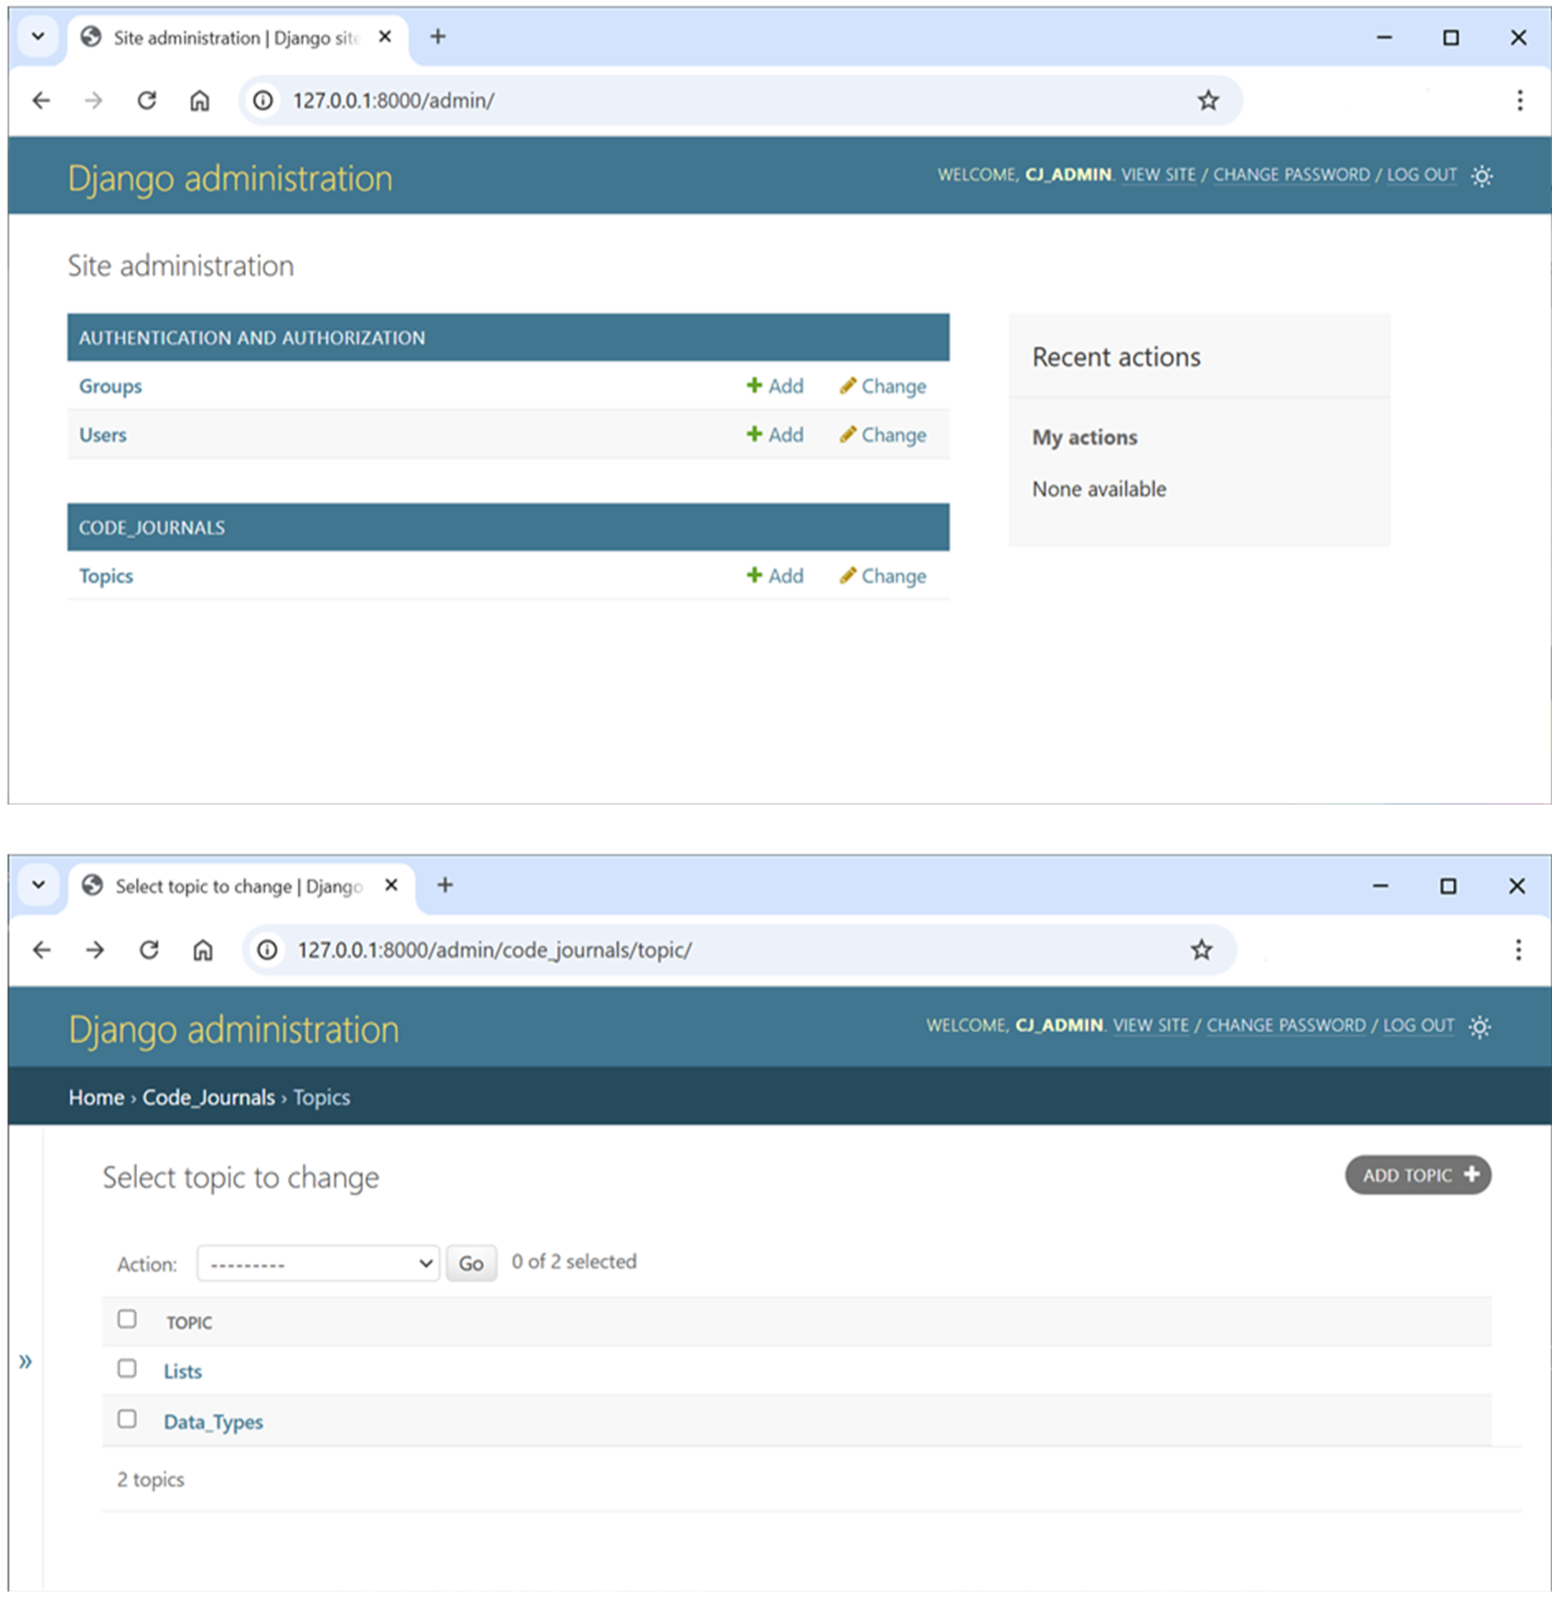 Site administration | Django site
127.0.0.1:8000/admin/
Django administration
WELCOME, CJ_ADMIN. VIEW SITE / CHANGE PASSWORD / LOG OUT
Site administration
AUTHENTICATION AND AUTHORIZATION
Groups + Add Change
Users + Add Change
CODE_JOURNALS
Topics + Add Change
Recent actions
My actions
None available
Select topic to change | Django
127.0.0.1:8000/admin/code_journals/topic/
Django administration
WELCOME, CJ_ADMIN. VIEW SITE / CHANGE PASSWORD / LOG OUT
Home › Code_Journals › Topics
Select topic to change
ADD TOPIC +
Action: --------- Go 0 of 2 selected
TOPIC
»
Lists
Data_Types
2 topics